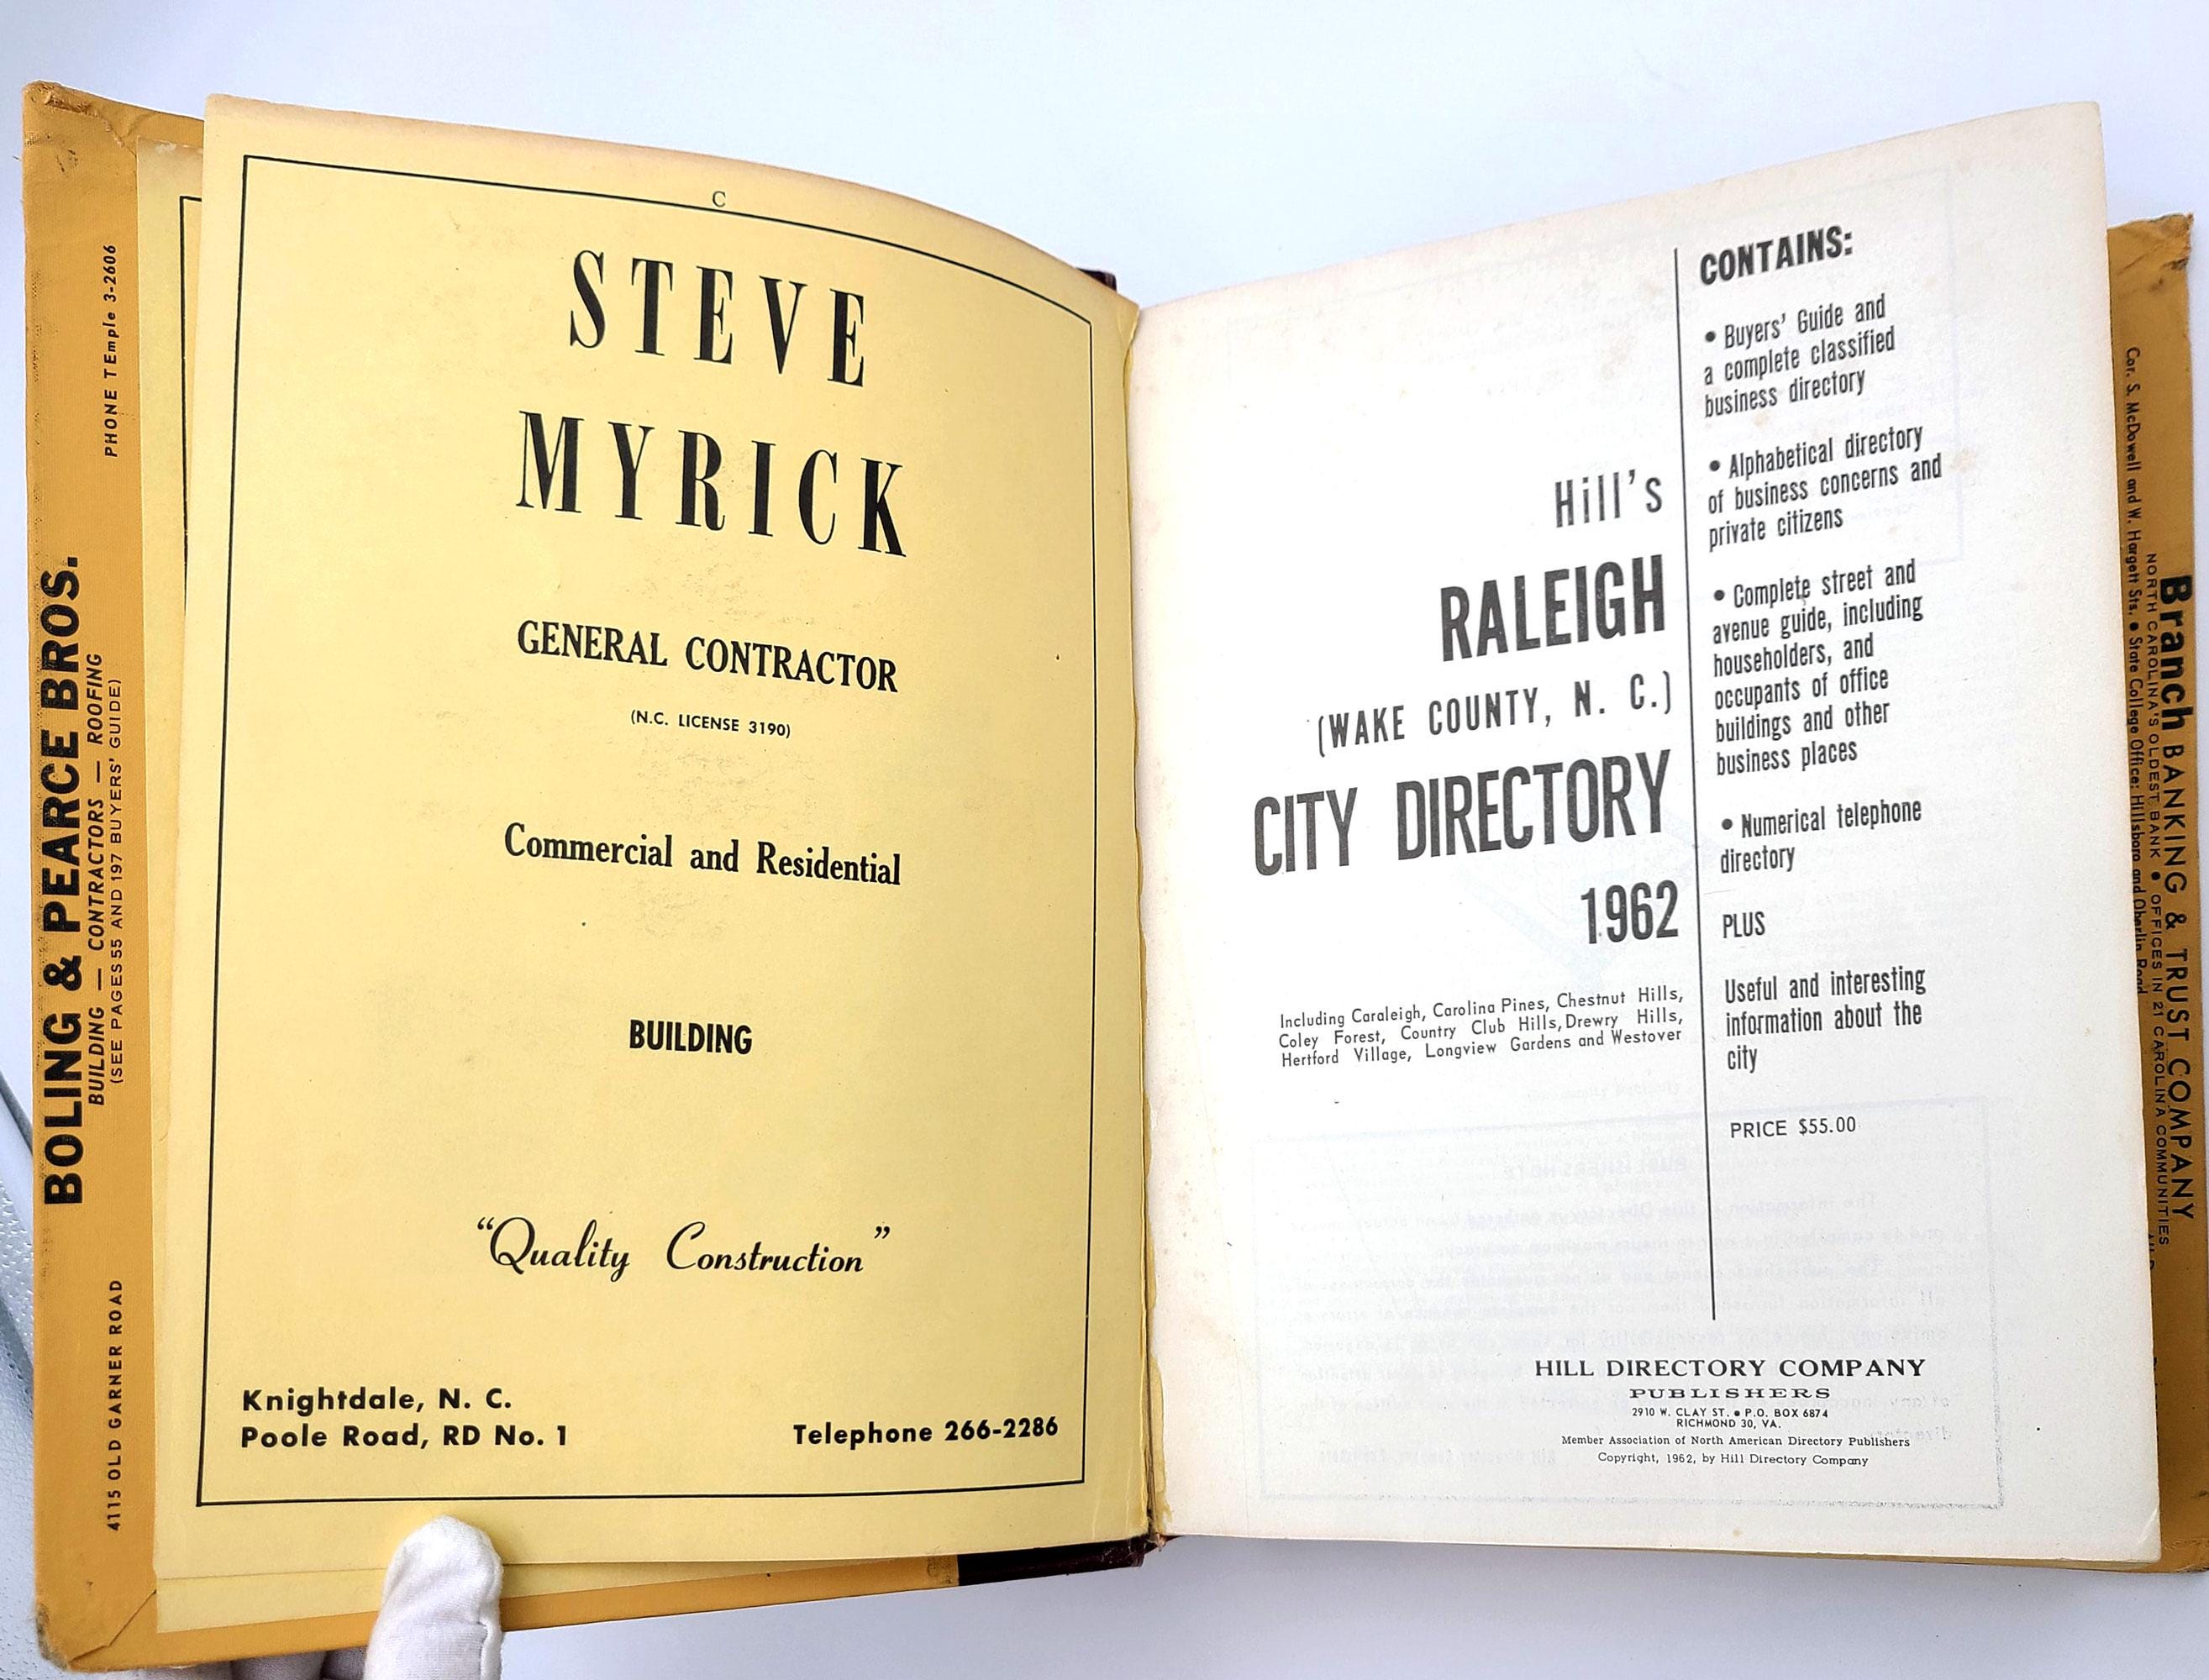 PHONE TEmple 3-2606
BOLING & PEARCE BROS.
BUILDING — CONTRACTORS — ROOFING
(SEE PAGES 55 AND 197 BUYERS' GUIDE)
4115 OLD GARNER ROAD
C
STEVE
MYRICK
GENERAL CONTRACTOR
(N.C. LICENSE 3190)
Commercial and Residential
BUILDING
“Quality Construction”
Knightdale, N. C.
Poole Road, RD No. 1
Telephone 266-2286
Hill's
RALEIGH
(WAKE COUNTY, N. C.)
CITY DIRECTORY
1962
Including Caraleigh, Carolina Pines, Chestnut Hills,
Coley Forest, Country Club Hills, Drewry Hills,
Hertford Village, Longview Gardens and Westover
CONTAINS:
• Buyers' Guide and
a complete classified
business directory
• Alphabetical directory
of business concerns and
private citizens
• Complete street and
avenue guide, including
householders, and
occupants of office
buildings and other
business places
• Numerical telephone
directory
PLUS
Useful and interesting
information about the
city
PRICE $55.00
HILL DIRECTORY COMPANY
PUBLISHERS
2910 W. CLAY ST. • P.O. BOX 6874
RICHMOND 30, VA.
Member Association of North American Directory Publishers
Copyright, 1962, by Hill Directory Company
Branch BANKING & TRUST COMPANY
NORTH CAROLINA'S OLDEST BANK • OFFICES IN 21 CAROLINA COMMUNITIES
Cor. S. McDowell and W. Hargett Sts. • State College Office: Hillsboro and Oberlin Road